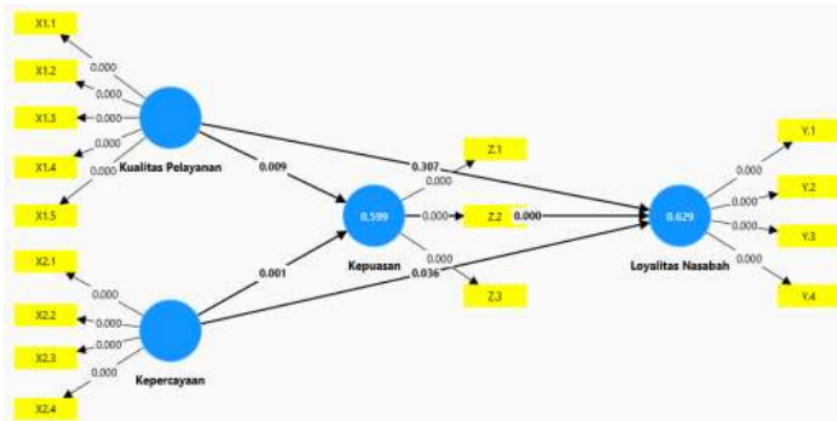 X1.1
0.000
X1.2
0.000
X1.3
0.000
X1.4
0.000
X1.5
0.000
Kualitas Pelayanan
0.009
0.307
Z.1
0.000
0.599
0.000
Z.2
0.000
Kepuasan
0.000
Z.3
0.001
0.036
X2.1
0.000
X2.2
0.000
X2.3
0.000
X2.4
0.000
Kepercayaan
0.629
Loyalitas Nasabah
Y.1
0.000
Y.2
0.000
Y.3
0.000
Y.4
0.000